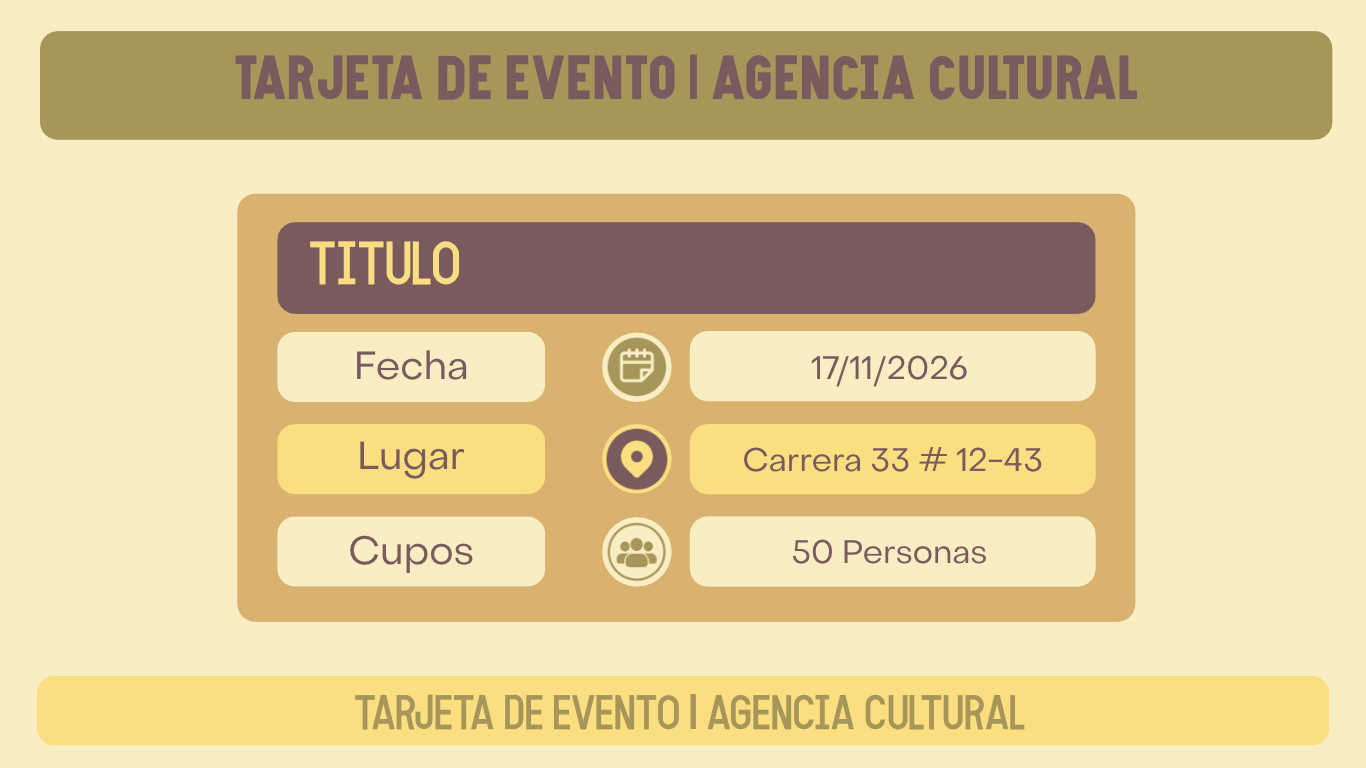 TARJETA DE EVENTO | AGENCIA CULTURAL
TITULO
Fecha
17/11/2026
Lugar
Carrera 33 # 12-43
Cupos
50 Personas
TARJETA DE EVENTO | AGENCIA CULTURAL